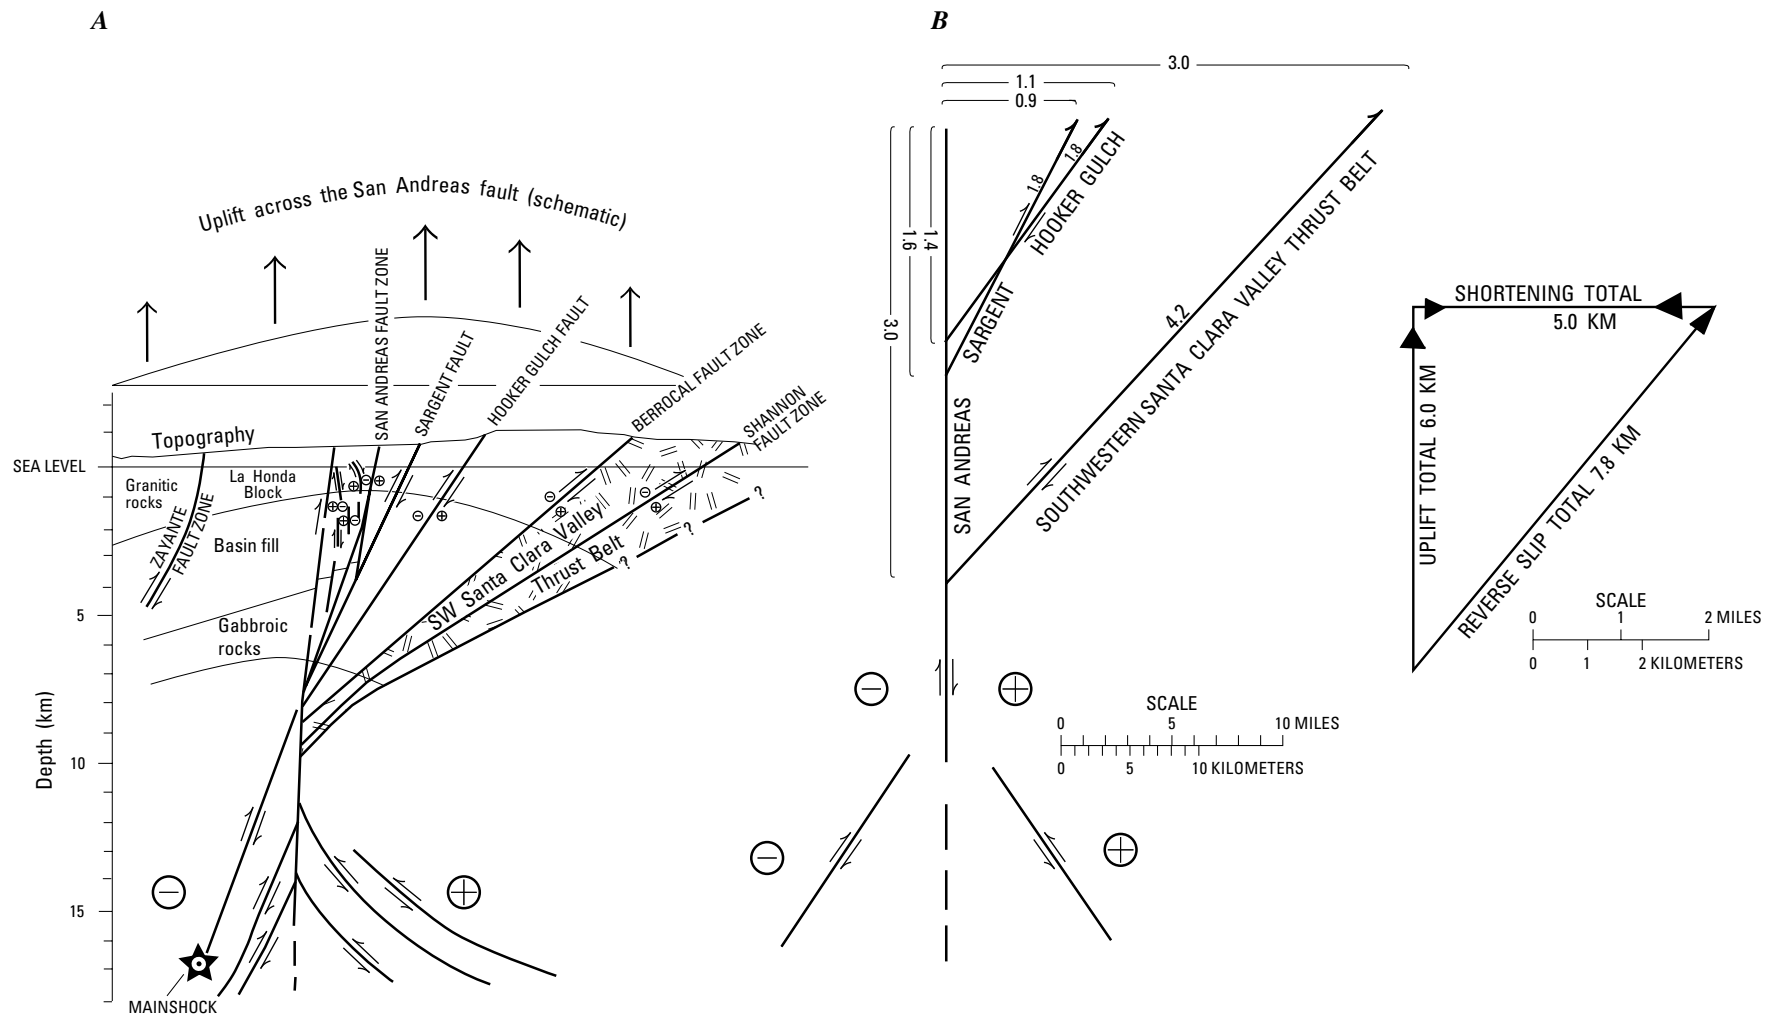 A
Uplift across the San Andreas fault (schematic)
SAN ANDREAS FAULT ZONE
SARGENT FAULT
HOOKER GULCH FAULT
BERROCAL FAULT ZONE
SHANNON
FAULT ZONE
Topography
SEA LEVEL
Granitic
rocks
La Honda
Block
ZAYANTE
FAULT ZONE
Basin fill
SW Santa Clara Valley
Thrust Belt
?
?
?
Gabbroic
rocks
Depth (km)
5
10
15
MAINSHOCK
B
3.0
1.1
0.9
3.0
1.6
1.4
1.8
1.8
HOOKER GULCH
SARGENT
SAN ANDREAS
4.2
SOUTHWESTERN SANTA CLARA VALLEY THRUST BELT
SCALE
0 5 10 MILES
0 5 10 KILOMETERS
SHORTENING TOTAL
5.0 KM
UPLIFT TOTAL 6.0 KM
REVERSE SLIP TOTAL 7.8 KM
SCALE
0 1 2 MILES
0 1 2 KILOMETERS